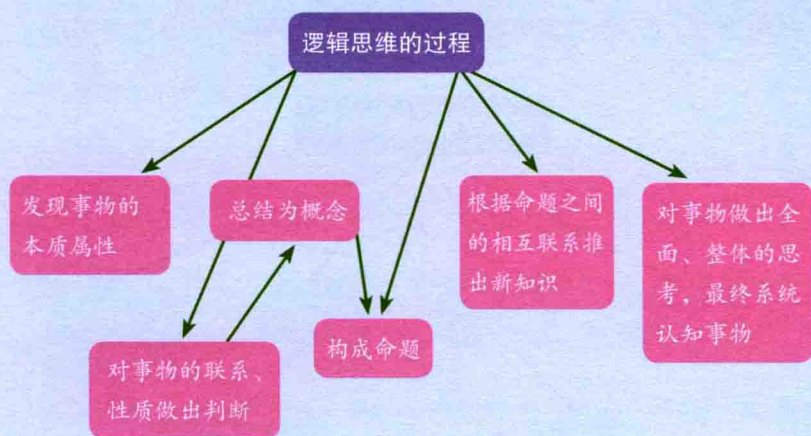 逻辑思维的过程
发现事物的
本质属性
总结为概念
根据命题之间
的相互联系推
出新知识
对事物做出全
面、整体的思
考，最终系统
认知事物
对事物的联系、
性质做出判断
构成命题